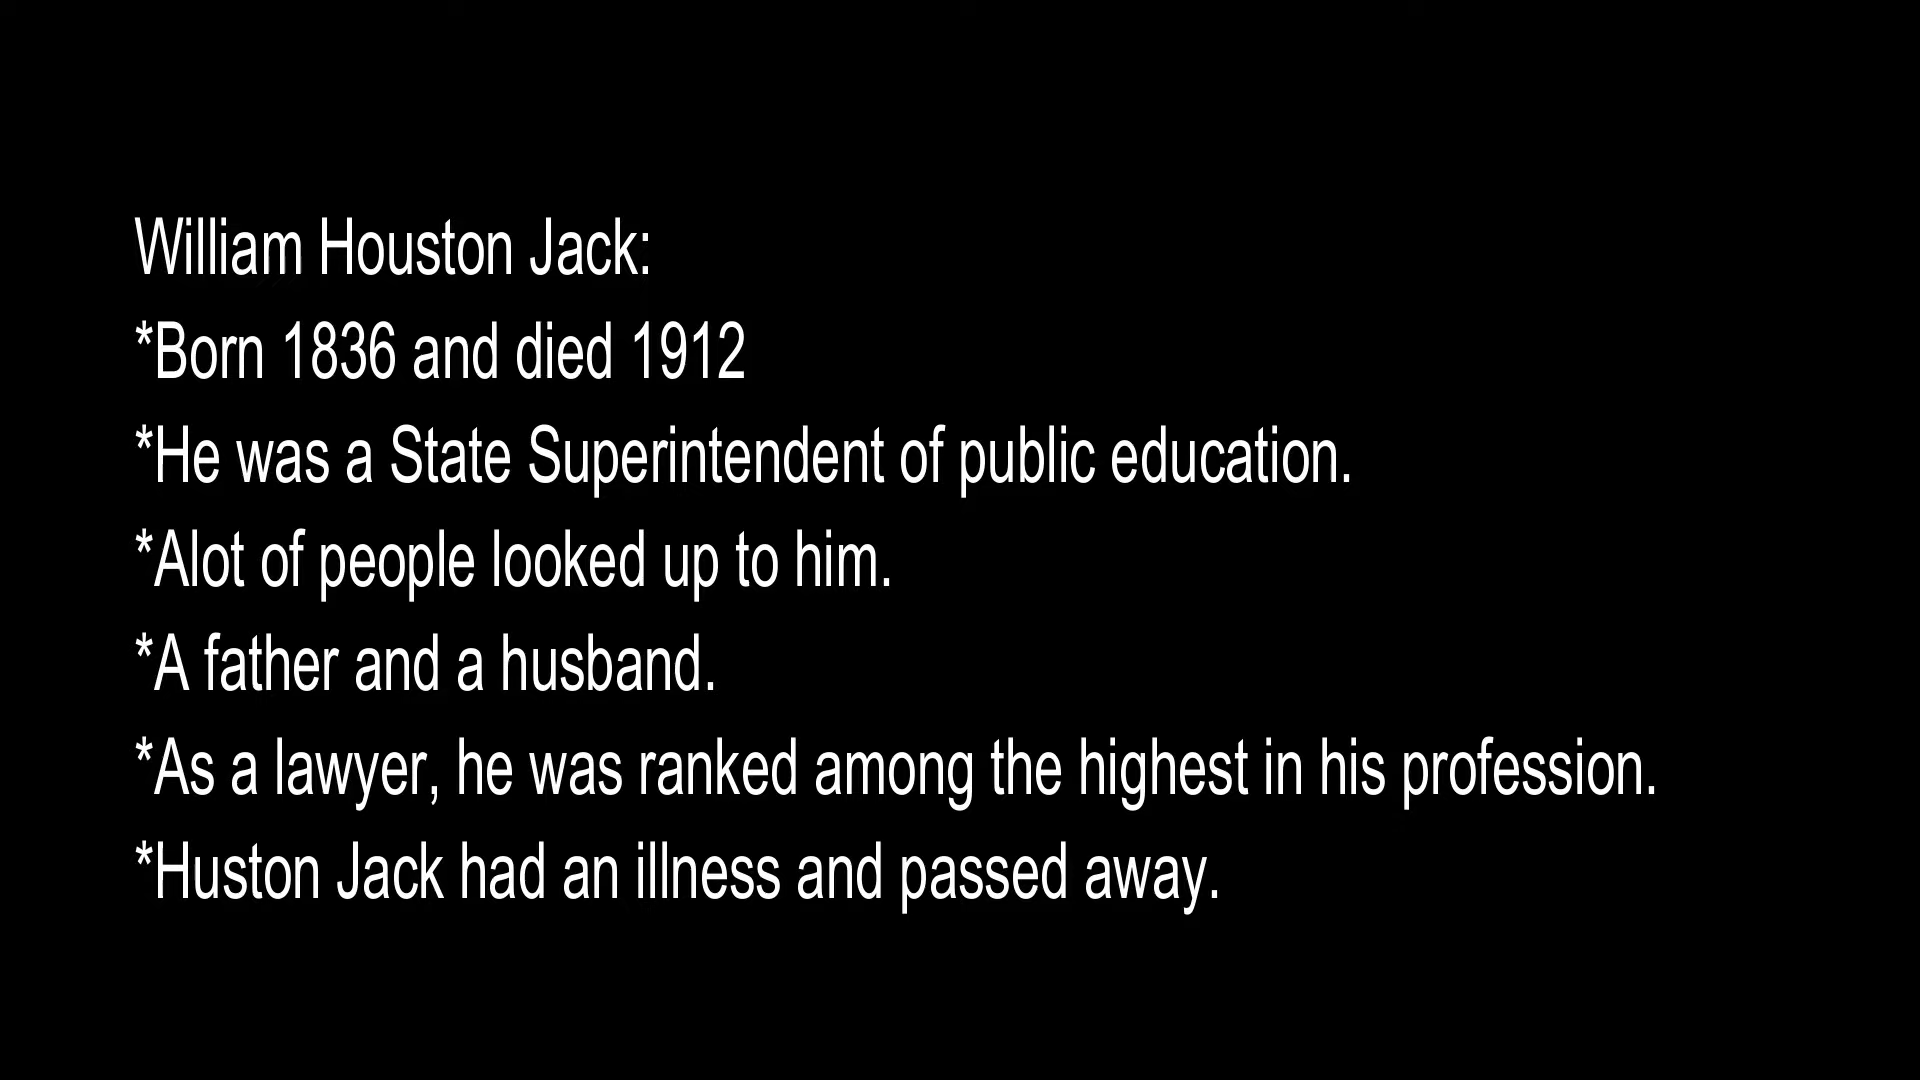 William Houston Jack:
*Born 1836 and died 1912
*He was a State Superintendent of public education.
*Alot of people looked up to him.
*A father and a husband.
*As a lawyer, he was ranked among the highest in his profession.
*Huston Jack had an illness and passed away.